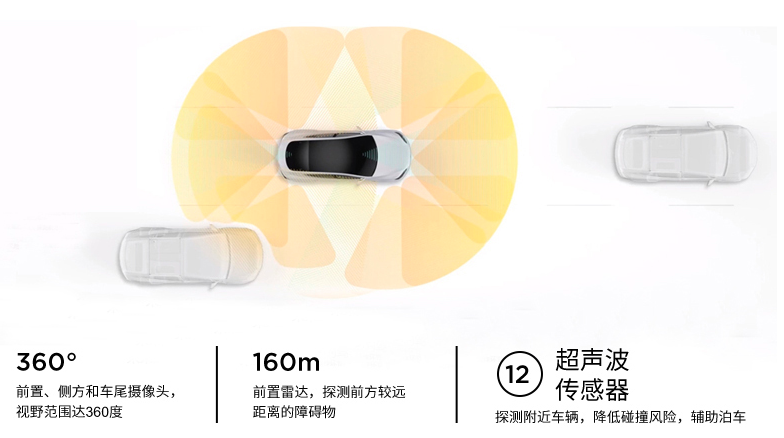 360°
前置、侧方和车尾摄像头，
视野范围达360度
160m
前置雷达，探测前方较远
距离的障碍物
12
超声波
传感器
探测附近车辆，降低碰撞风险，辅助泊车